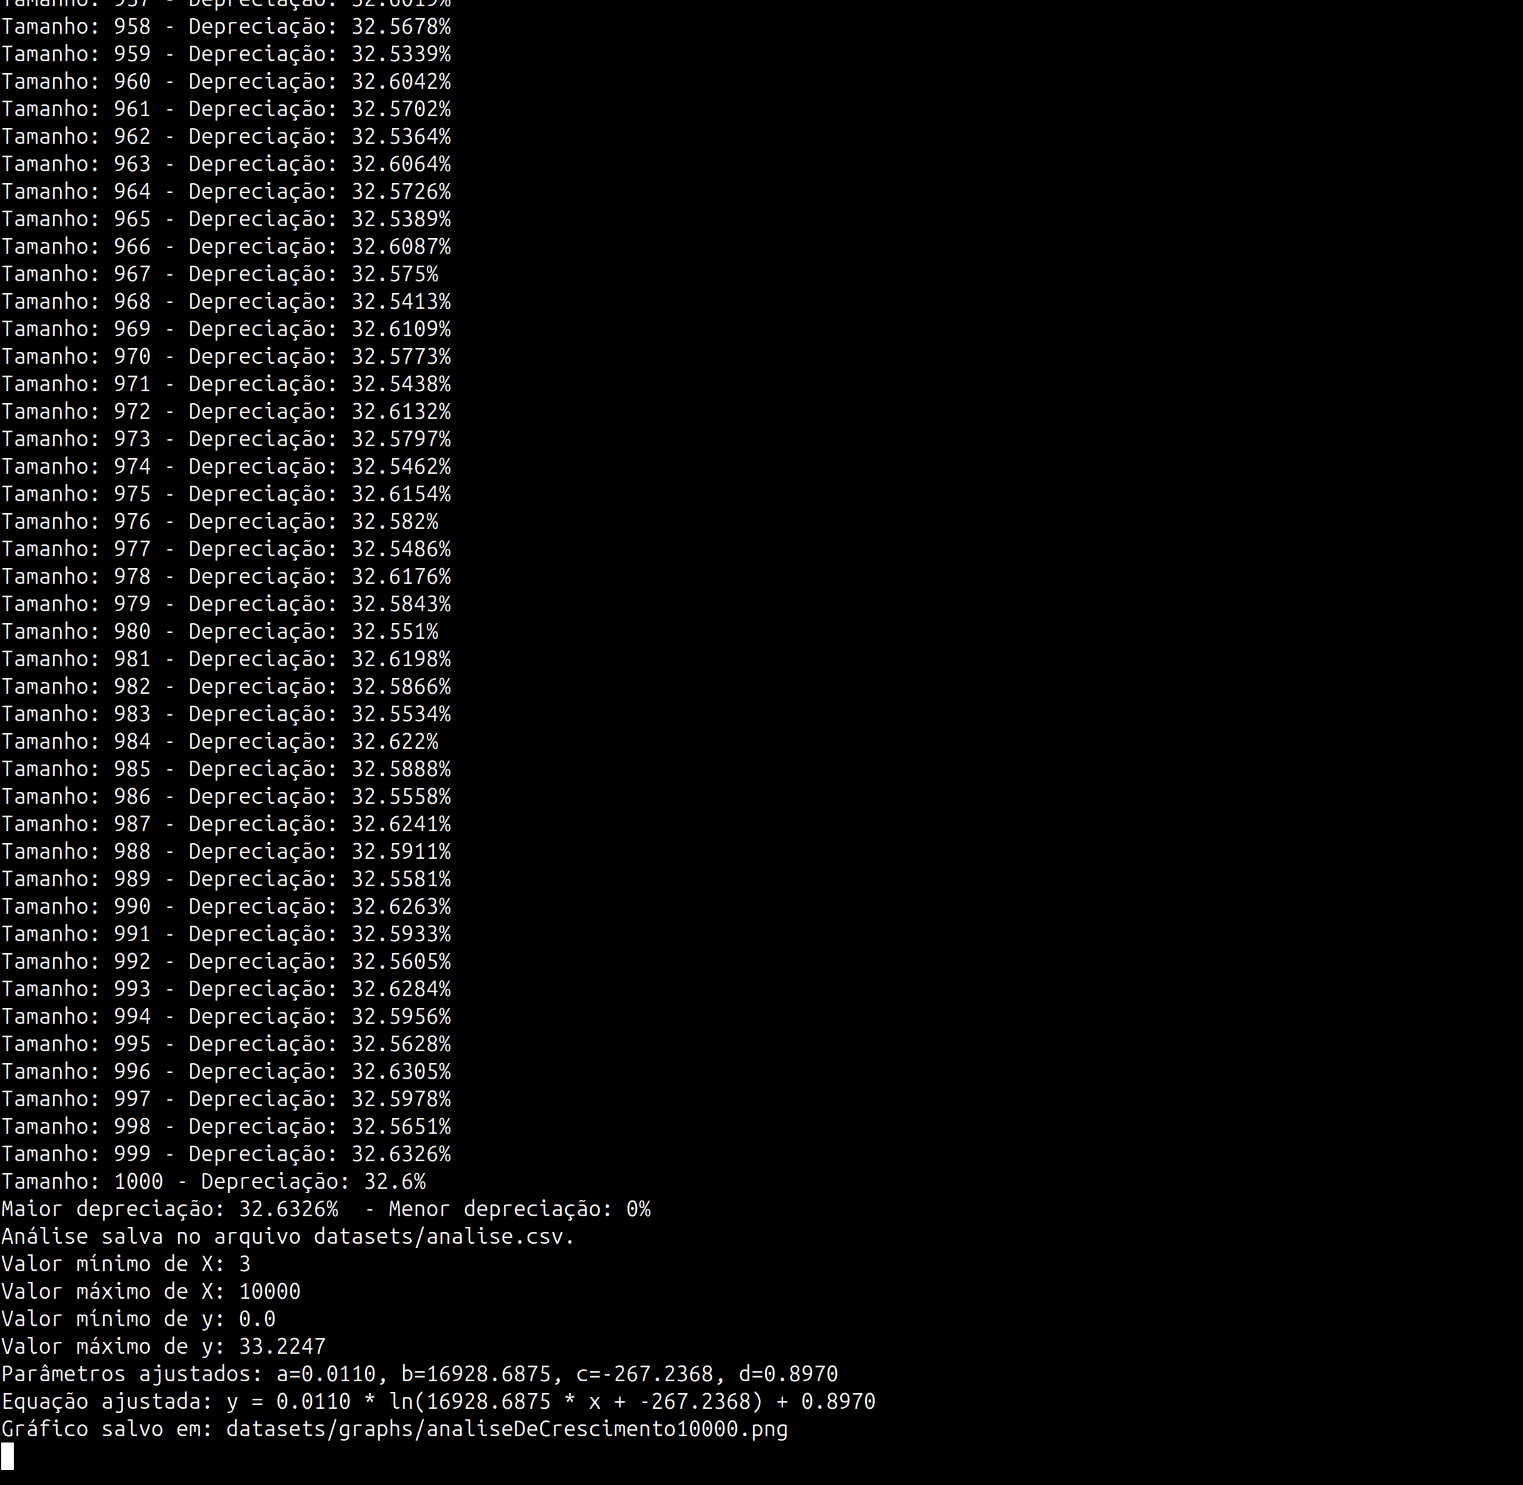 Tamanho: 957 - Depreciação: 32.6019%
Tamanho: 958 - Depreciação: 32.5678%
Tamanho: 959 - Depreciação: 32.5339%
Tamanho: 960 - Depreciação: 32.6042%
Tamanho: 961 - Depreciação: 32.5702%
Tamanho: 962 - Depreciação: 32.5364%
Tamanho: 963 - Depreciação: 32.6064%
Tamanho: 964 - Depreciação: 32.5726%
Tamanho: 965 - Depreciação: 32.5389%
Tamanho: 966 - Depreciação: 32.6087%
Tamanho: 967 - Depreciação: 32.575%
Tamanho: 968 - Depreciação: 32.5413%
Tamanho: 969 - Depreciação: 32.6109%
Tamanho: 970 - Depreciação: 32.5773%
Tamanho: 971 - Depreciação: 32.5438%
Tamanho: 972 - Depreciação: 32.6132%
Tamanho: 973 - Depreciação: 32.5797%
Tamanho: 974 - Depreciação: 32.5462%
Tamanho: 975 - Depreciação: 32.6154%
Tamanho: 976 - Depreciação: 32.582%
Tamanho: 977 - Depreciação: 32.5486%
Tamanho: 978 - Depreciação: 32.6176%
Tamanho: 979 - Depreciação: 32.5843%
Tamanho: 980 - Depreciação: 32.551%
Tamanho: 981 - Depreciação: 32.6198%
Tamanho: 982 - Depreciação: 32.5866%
Tamanho: 983 - Depreciação: 32.5534%
Tamanho: 984 - Depreciação: 32.622%
Tamanho: 985 - Depreciação: 32.5888%
Tamanho: 986 - Depreciação: 32.5558%
Tamanho: 987 - Depreciação: 32.6241%
Tamanho: 988 - Depreciação: 32.5911%
Tamanho: 989 - Depreciação: 32.5581%
Tamanho: 990 - Depreciação: 32.6263%
Tamanho: 991 - Depreciação: 32.5933%
Tamanho: 992 - Depreciação: 32.5605%
Tamanho: 993 - Depreciação: 32.6284%
Tamanho: 994 - Depreciação: 32.5956%
Tamanho: 995 - Depreciação: 32.5628%
Tamanho: 996 - Depreciação: 32.6305%
Tamanho: 997 - Depreciação: 32.5978%
Tamanho: 998 - Depreciação: 32.5651%
Tamanho: 999 - Depreciação: 32.6326%
Tamanho: 1000 - Depreciação: 32.6%
Maior depreciação: 32.6326%  - Menor depreciação: 0%
Análise salva no arquivo datasets/analise.csv.
Valor mínimo de X: 3
Valor máximo de X: 10000
Valor mínimo de y: 0.0
Valor máximo de y: 33.2247
Parâmetros ajustados: a=0.0110, b=16928.6875, c=-267.2368, d=0.8970
Equação ajustada: y = 0.0110 * ln(16928.6875 * x + -267.2368) + 0.8970
Gráfico salvo em: datasets/graphs/analiseDeCrescimento10000.png